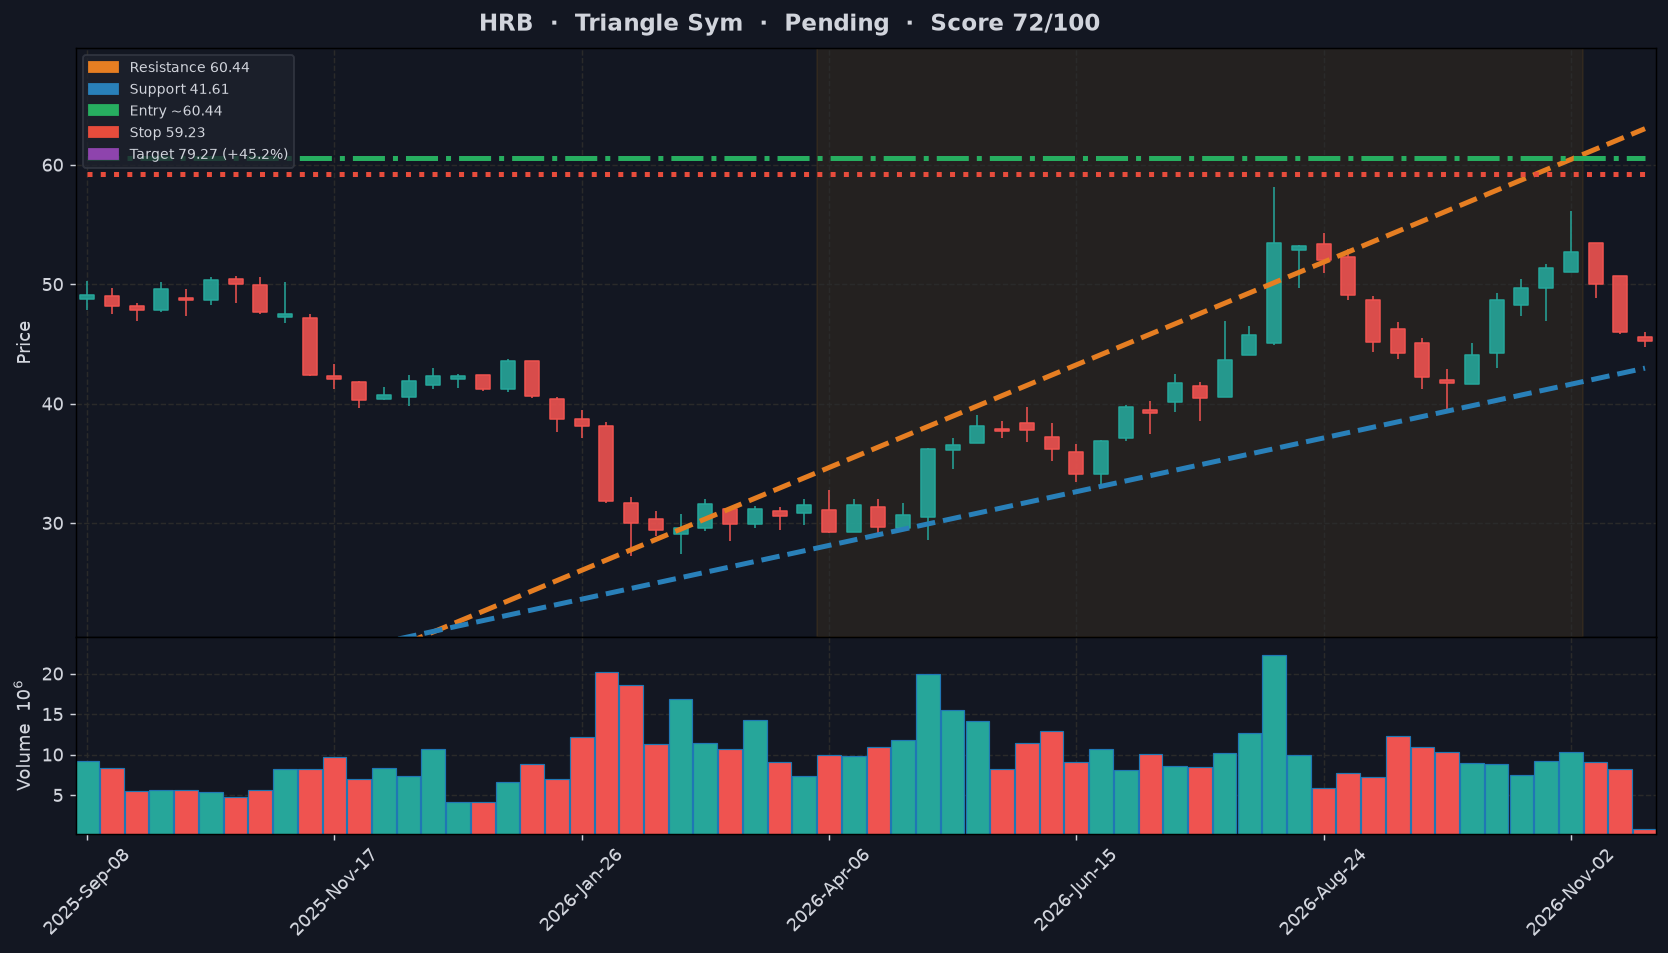 HRB · Triangle Sym · Pending · Score 72/100
Resistance 60.44
Support 41.61
Entry ~60.44
Stop 59.23
Target 79.27 (+45.2%)
Price
60
50
40
30
Volume 10⁶
20
15
10
5
2025-Sep-08
2025-Nov-17
2026-Jan-26
2026-Apr-06
2026-Jun-15
2026-Aug-24
2026-Nov-02